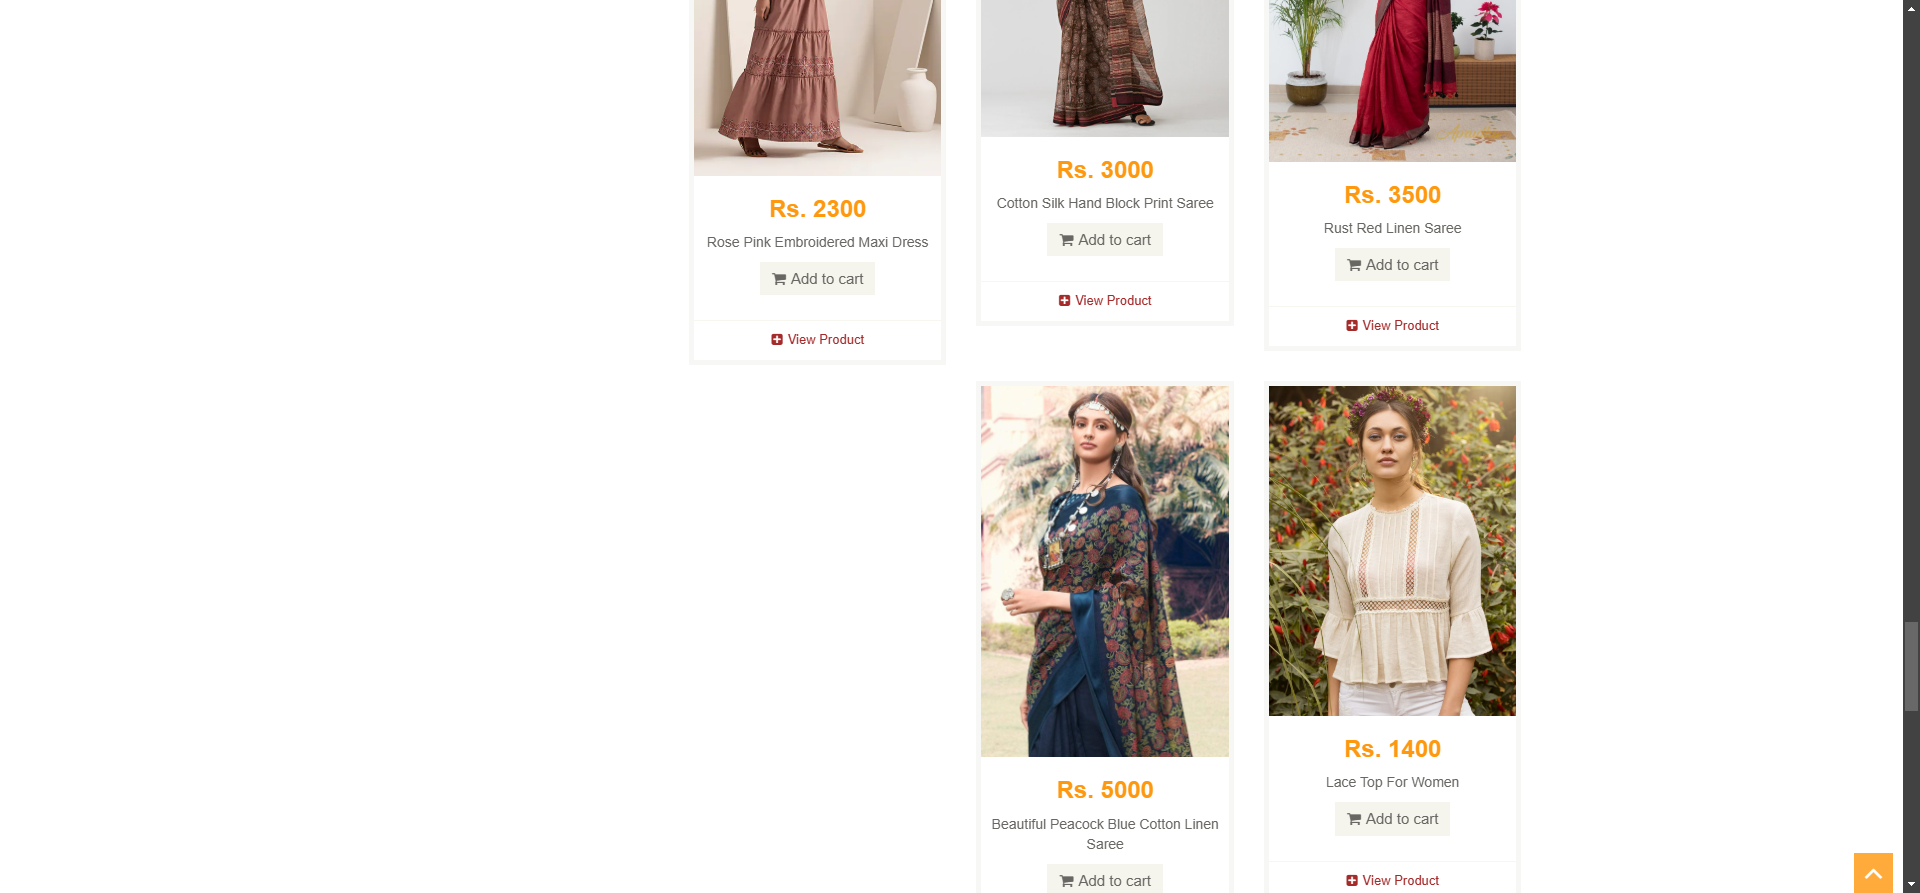 Rs. 2300
Rose Pink Embroidered Maxi Dress
Add to cart
View Product
Rs. 3000
Cotton Silk Hand Block Print Saree
Add to cart
View Product
Rs. 3500
Rust Red Linen Saree
Add to cart
View Product
Rs. 5000
Beautiful Peacock Blue Cotton Linen
Saree
Add to cart
Rs. 1400
Lace Top For Women
Add to cart
View Product